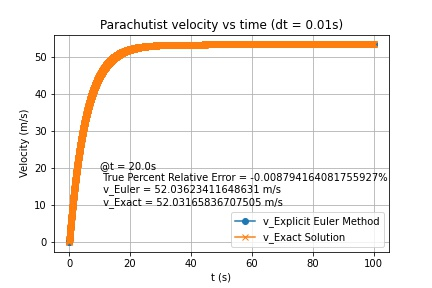 Parachutist velocity vs time (dt = 0.01s)
Velocity (m/s)
50
40
30
20
10
0
@t = 20.0s
True Percent Relative Error = -0.008794164081755927%
v_Euler = 52.03623411648631 m/s
v_Exact = 52.03165836707505 m/s
v_Explicit Euler Method
v_Exact Solution
0 20 40 60 80 100
t (s)